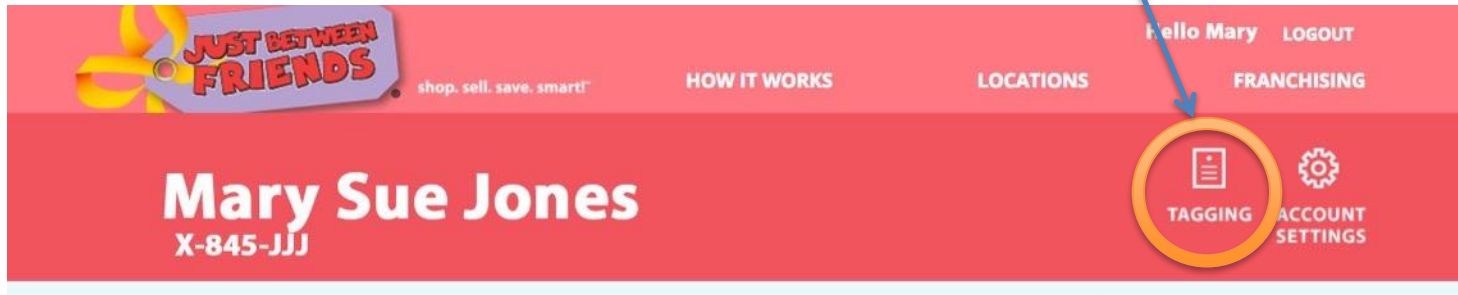 JUST BETWEEN
FRIENDS
shop. sell. save. smart!
Hello Mary LOGOUT
HOW IT WORKS LOCATIONS FRANCHISING
Mary Sue Jones
X-845-JJJ
TAGGING
ACCOUNT
SETTINGS